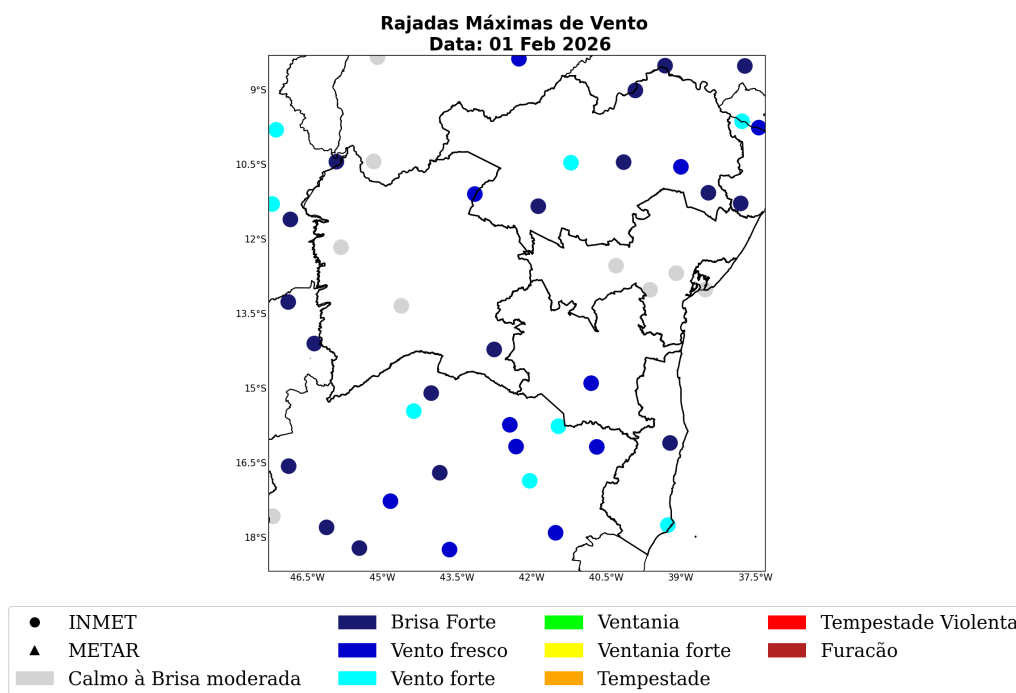 Rajadas Máximas de Vento
Data: 01 Feb 2026
9°S
10.5°S
12°S
13.5°S
15°S
16.5°S
18°S
46.5°W 45°W 43.5°W 42°W 40.5°W 39°W 37.5°W
INMET Brisa Forte Ventania Tempestade Violenta
METAR Vento fresco Ventania forte Furacão
Calmo à Brisa moderada Vento forte Tempestade